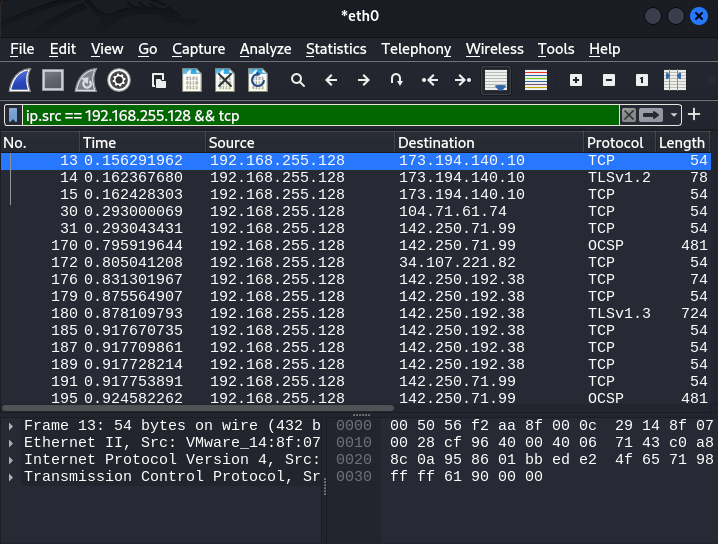 *eth0
File Edit View Go Capture Analyze Statistics Telephony Wireless Tools Help
ip.src == 192.168.255.128 && tcp
No. Time Source Destination Protocol Length
13 0.156291962 192.168.255.128 173.194.140.10 TCP 54
14 0.162367680 192.168.255.128 173.194.140.10 TLSv1.2 78
15 0.162428303 192.168.255.128 173.194.140.10 TCP 54
30 0.293000069 192.168.255.128 104.71.61.74 TCP 54
31 0.293043431 192.168.255.128 142.250.71.99 TCP 54
170 0.795919644 192.168.255.128 142.250.71.99 OCSP 481
172 0.805041208 192.168.255.128 34.107.221.82 TCP 54
176 0.831301967 192.168.255.128 142.250.192.38 TCP 74
179 0.875564907 192.168.255.128 142.250.192.38 TCP 54
180 0.878109793 192.168.255.128 142.250.192.38 TLSv1.3 724
185 0.917670735 192.168.255.128 142.250.192.38 TCP 54
187 0.917709861 192.168.255.128 142.250.192.38 TCP 54
189 0.917728214 192.168.255.128 142.250.192.38 TCP 54
191 0.917753891 192.168.255.128 142.250.71.99 TCP 54
195 0.924582262 192.168.255.128 142.250.71.99 OCSP 481
Frame 13: 54 bytes on wire (432 b
Ethernet II, Src: VMware_14:8f:07
Internet Protocol Version 4, Src:
Transmission Control Protocol, Sr
0000 00 50 56 f2 aa 8f 00 0c 29 14 8f 07
0010 00 28 cf 96 40 00 40 06 71 43 c0 a8
0020 8c 0a 95 86 01 bb ed e2 4f 65 71 98
0030 ff ff 61 90 00 00